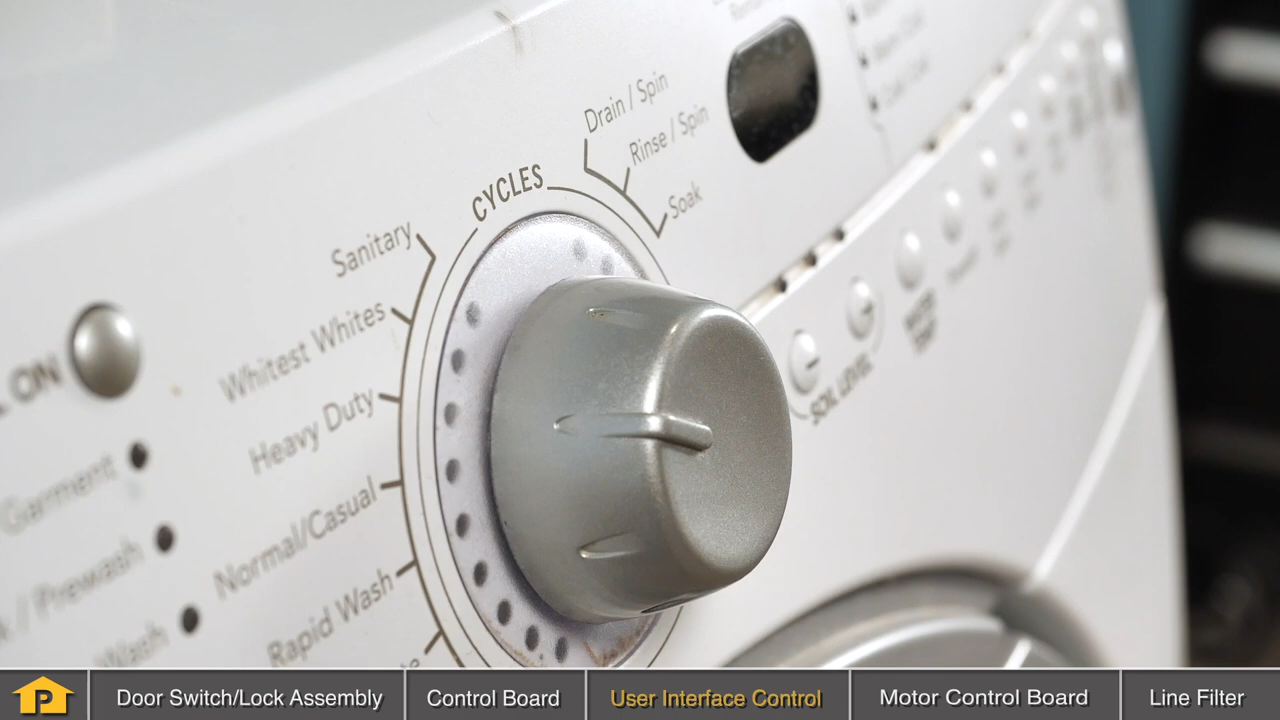 Drain / Spin
Rinse / Spin
Soak
CYCLES
Sanitary
Whitest Whites
Heavy Duty
Normal/Casual
Rapid Wash
ON
Garment
/ Prewash
Wash
SOIL LEVEL
P
Door Switch/Lock Assembly
Control Board
User Interface Control
Motor Control Board
Line Filter